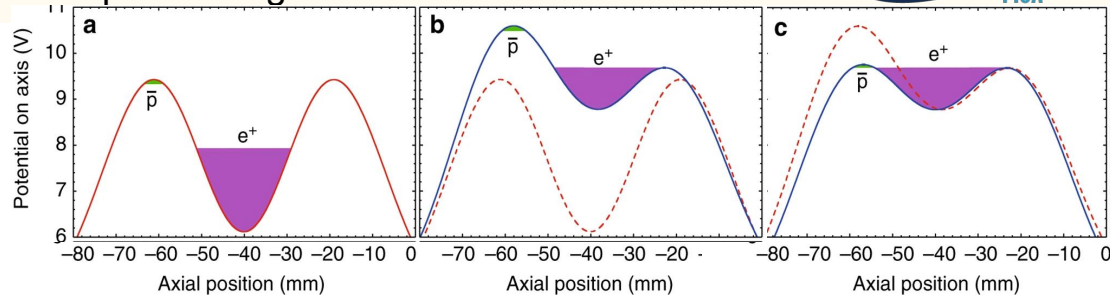 a
b
c
11
10
9
8
7
6
Potential on axis (V)
p̅
e⁺
p̅
e⁺
p̅
e⁺
−80 −70 −60 −50 −40 −30 −20 −10 0
−70 −60 −50 −40 −30 −20
−80 −70 −60 −50 −40 −30 −20 −10 0
Axial position (mm)
Axial position (mm)
Axial position (mm)